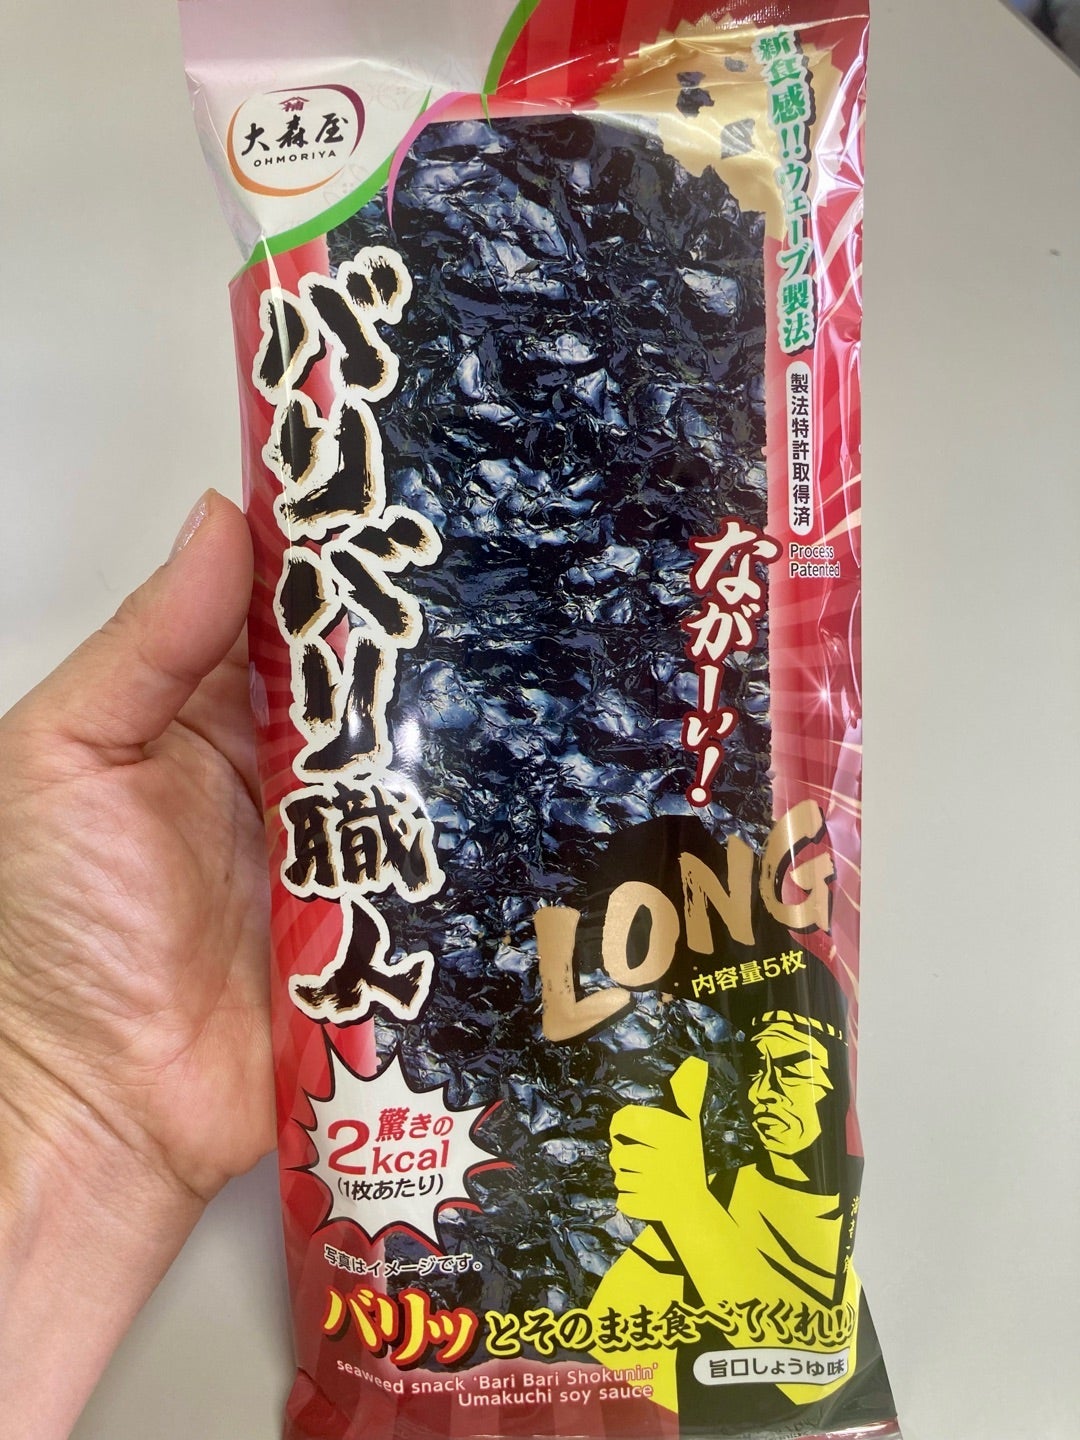 大森屋
OHMORIYA
新食感!!ウェーブ製法
製法特許取得済
Process
Patented
バリバリ職人
ながーい!
LONG
内容量5枚
驚きの
2kcal
(1枚あたり)
写真はイメージです。
バリッとそのまま食べてくれ!!
旨口しょうゆ味
seaweed snack 'Bari Bari Shokunin'
Umakuchi soy sauce